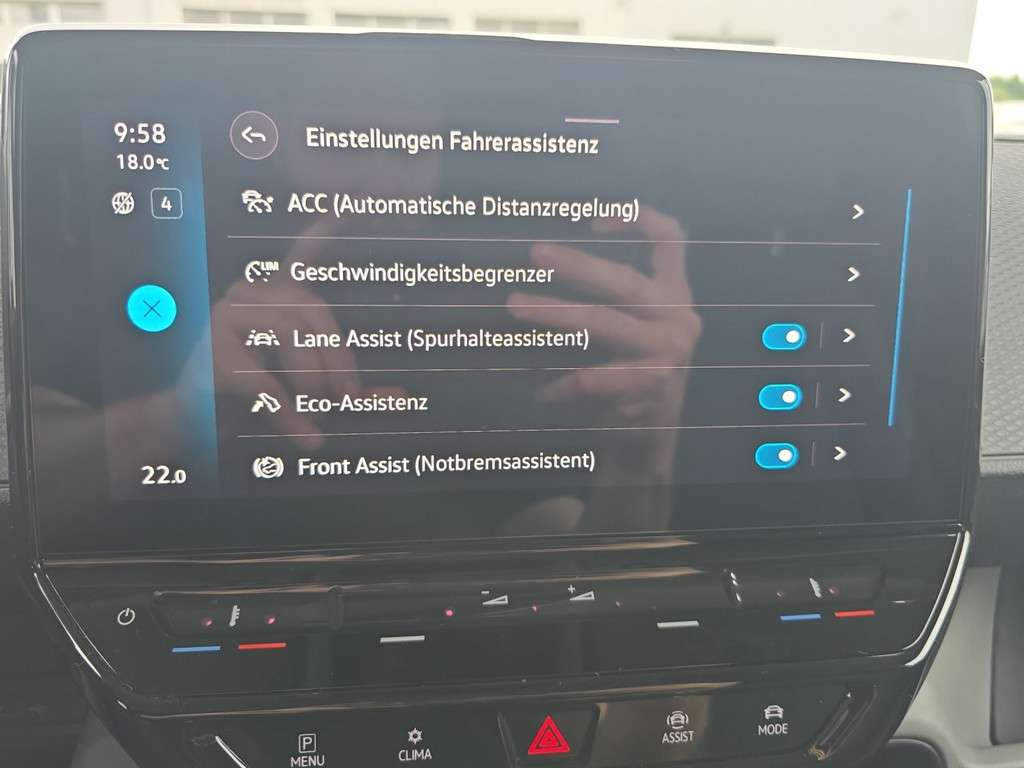 9:58
18.0°C
4
Einstellungen Fahrerassistenz
ACC (Automatische Distanzregelung)
LIM
Geschwindigkeitsbegrenzer
Lane Assist (Spurhalteassistent)
Eco-Assistenz
Front Assist (Notbremsassistent)
22.0
- +
P
MENU
CLIMA
ASSIST
MODE